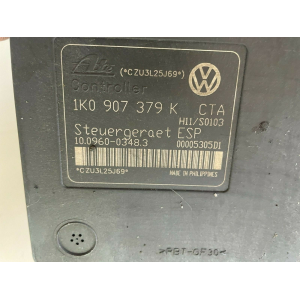 Ate (*CZU3L25J69*)
Controller
1K0 907 379 K CTA
H11/S0103
Steuergeraet ESP
10.0960-0348.3 00005305D1
*CZU3L25J69*
MADE IN PHILIPPINES
>PBT-GF30<